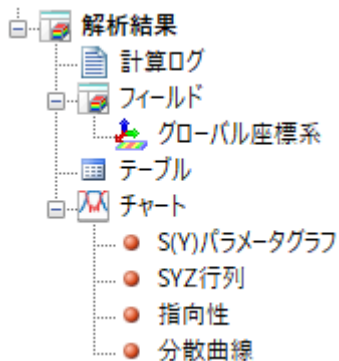 解析結果
計算ログ
フィールド
グローバル座標系
テーブル
チャート
S(Y)パラメータグラフ
SYZ行列
指向性
分散曲線